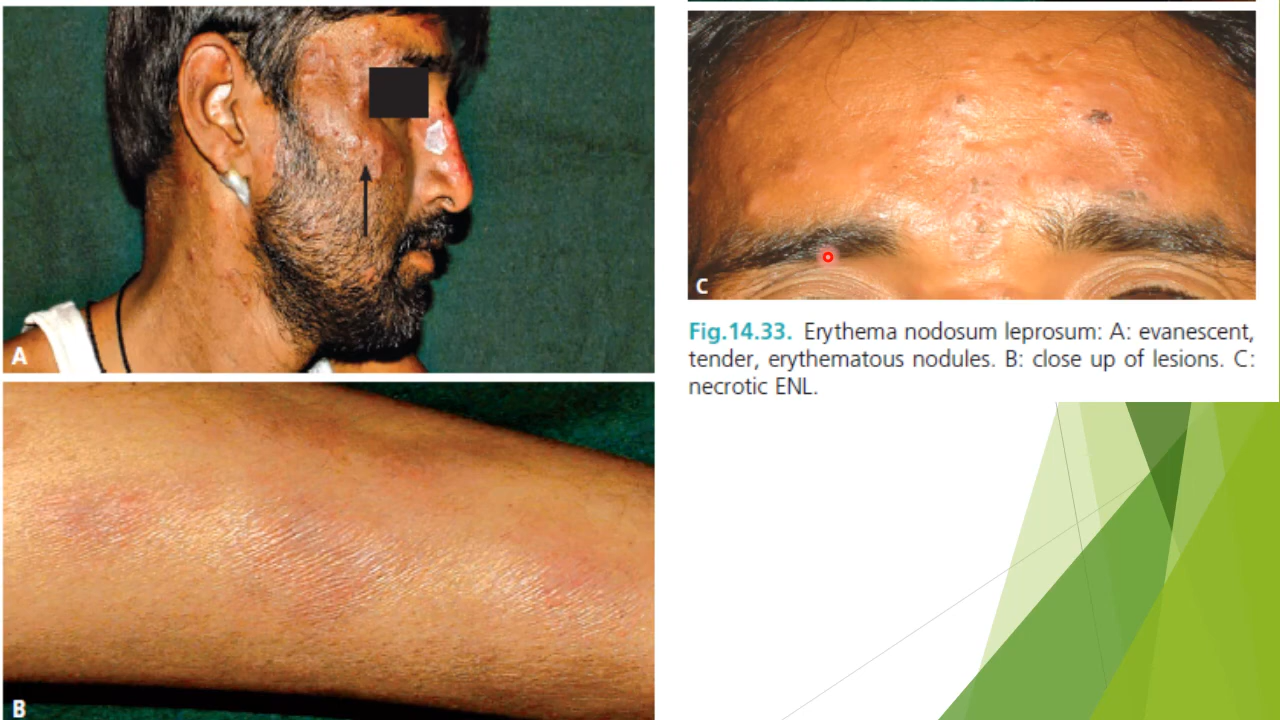 A
B
C
Fig.14.33. Erythema nodosum leprosum: A: evanescent,
tender, erythematous nodules. B: close up of lesions. C:
necrotic ENL.